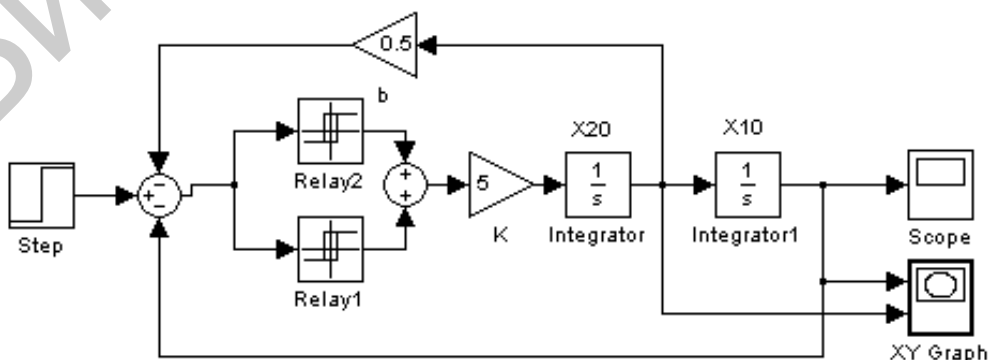 0.5
b
X20
X10
Relay2
5
1
s
1
s
Step
K
Integrator
Integrator1
Scope
Relay1
XY Graph